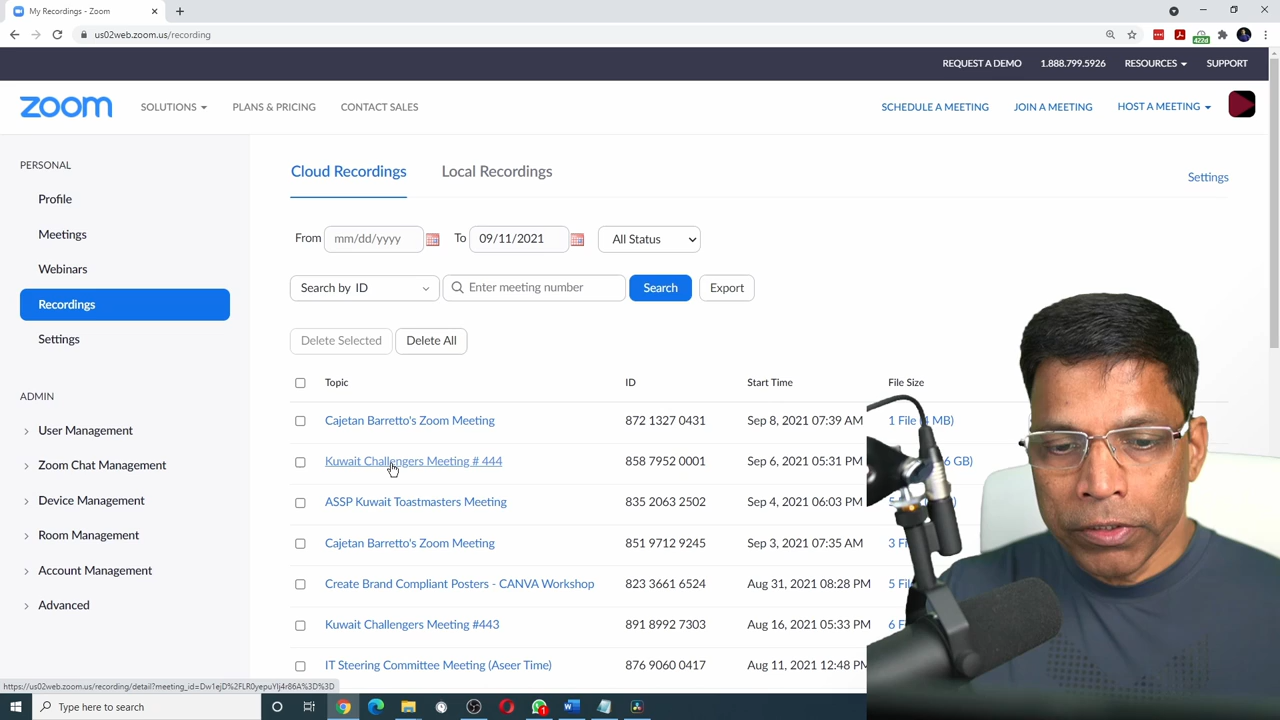 My Recordings - Zoom
us02web.zoom.us/recording
422d
REQUEST A DEMO 1.888.799.5926 RESOURCES SUPPORT
zoom SOLUTIONS PLANS & PRICING CONTACT SALES SCHEDULE A MEETING JOIN A MEETING HOST A MEETING
PERSONAL
Profile
Meetings
Webinars
Recordings
Settings
ADMIN
User Management
Zoom Chat Management
Device Management
Room Management
Account Management
Advanced
Cloud Recordings Local Recordings
Settings
From mm/dd/yyyy To 09/11/2021 All Status
Search by ID Enter meeting number Search Export
Delete Selected Delete All
Topic ID Start Time File Size
Cajetan Barretto's Zoom Meeting 872 1327 0431 Sep 8, 2021 07:39 AM 1 File MB)
Kuwait Challengers Meeting # 444 858 7952 0001 Sep 6, 2021 05:31 PM GB)
ASSP Kuwait Toastmasters Meeting 835 2063 2502 Sep 4, 2021 06:03 PM
Cajetan Barretto's Zoom Meeting 851 9712 9245 Sep 3, 2021 07:35 AM 3
Create Brand Compliant Posters - CANVA Workshop 823 3661 6524 Aug 31, 2021 08:28 PM 5
Kuwait Challengers Meeting #443 891 8992 7303 Aug 16, 2021 05:33 PM 6
IT Steering Committee Meeting (Aseer Time) 876 9060 0417 Aug 11, 2021 12:48 PM
Type here to search